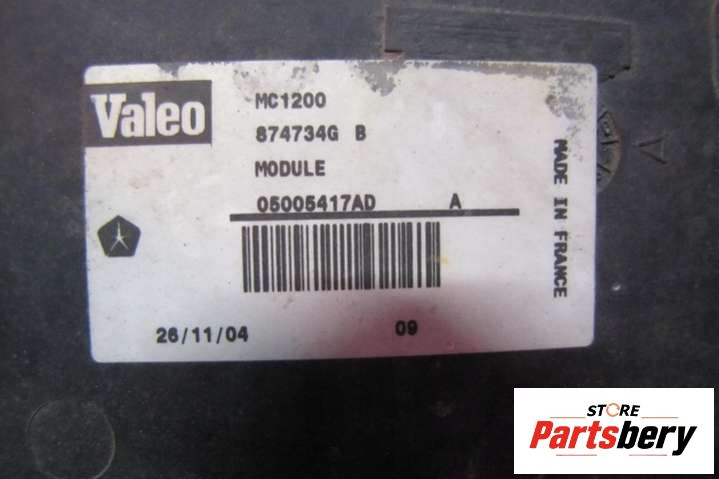 Valeo
MC1200
874734G B
MODULE
05005417AD A
MADE IN FRANCE
26/11/04 09
STORE
Partsbery